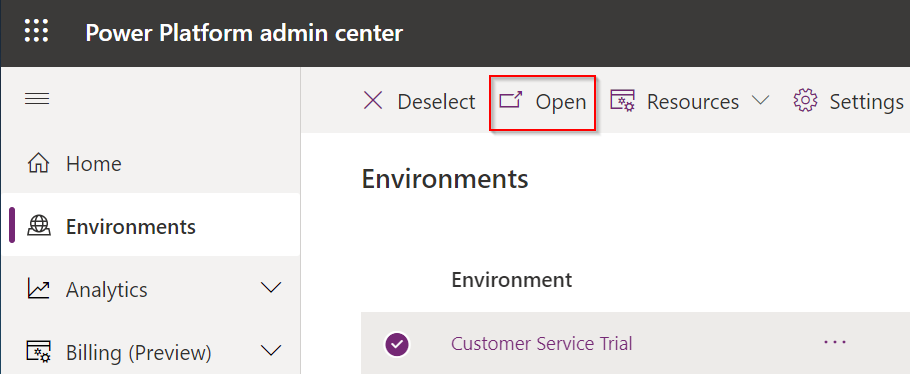 Power Platform admin center
Deselect Open Resources Settings
Home
Environments
Environments
Environment
Analytics
Customer Service Trial ...
Billing (Preview)